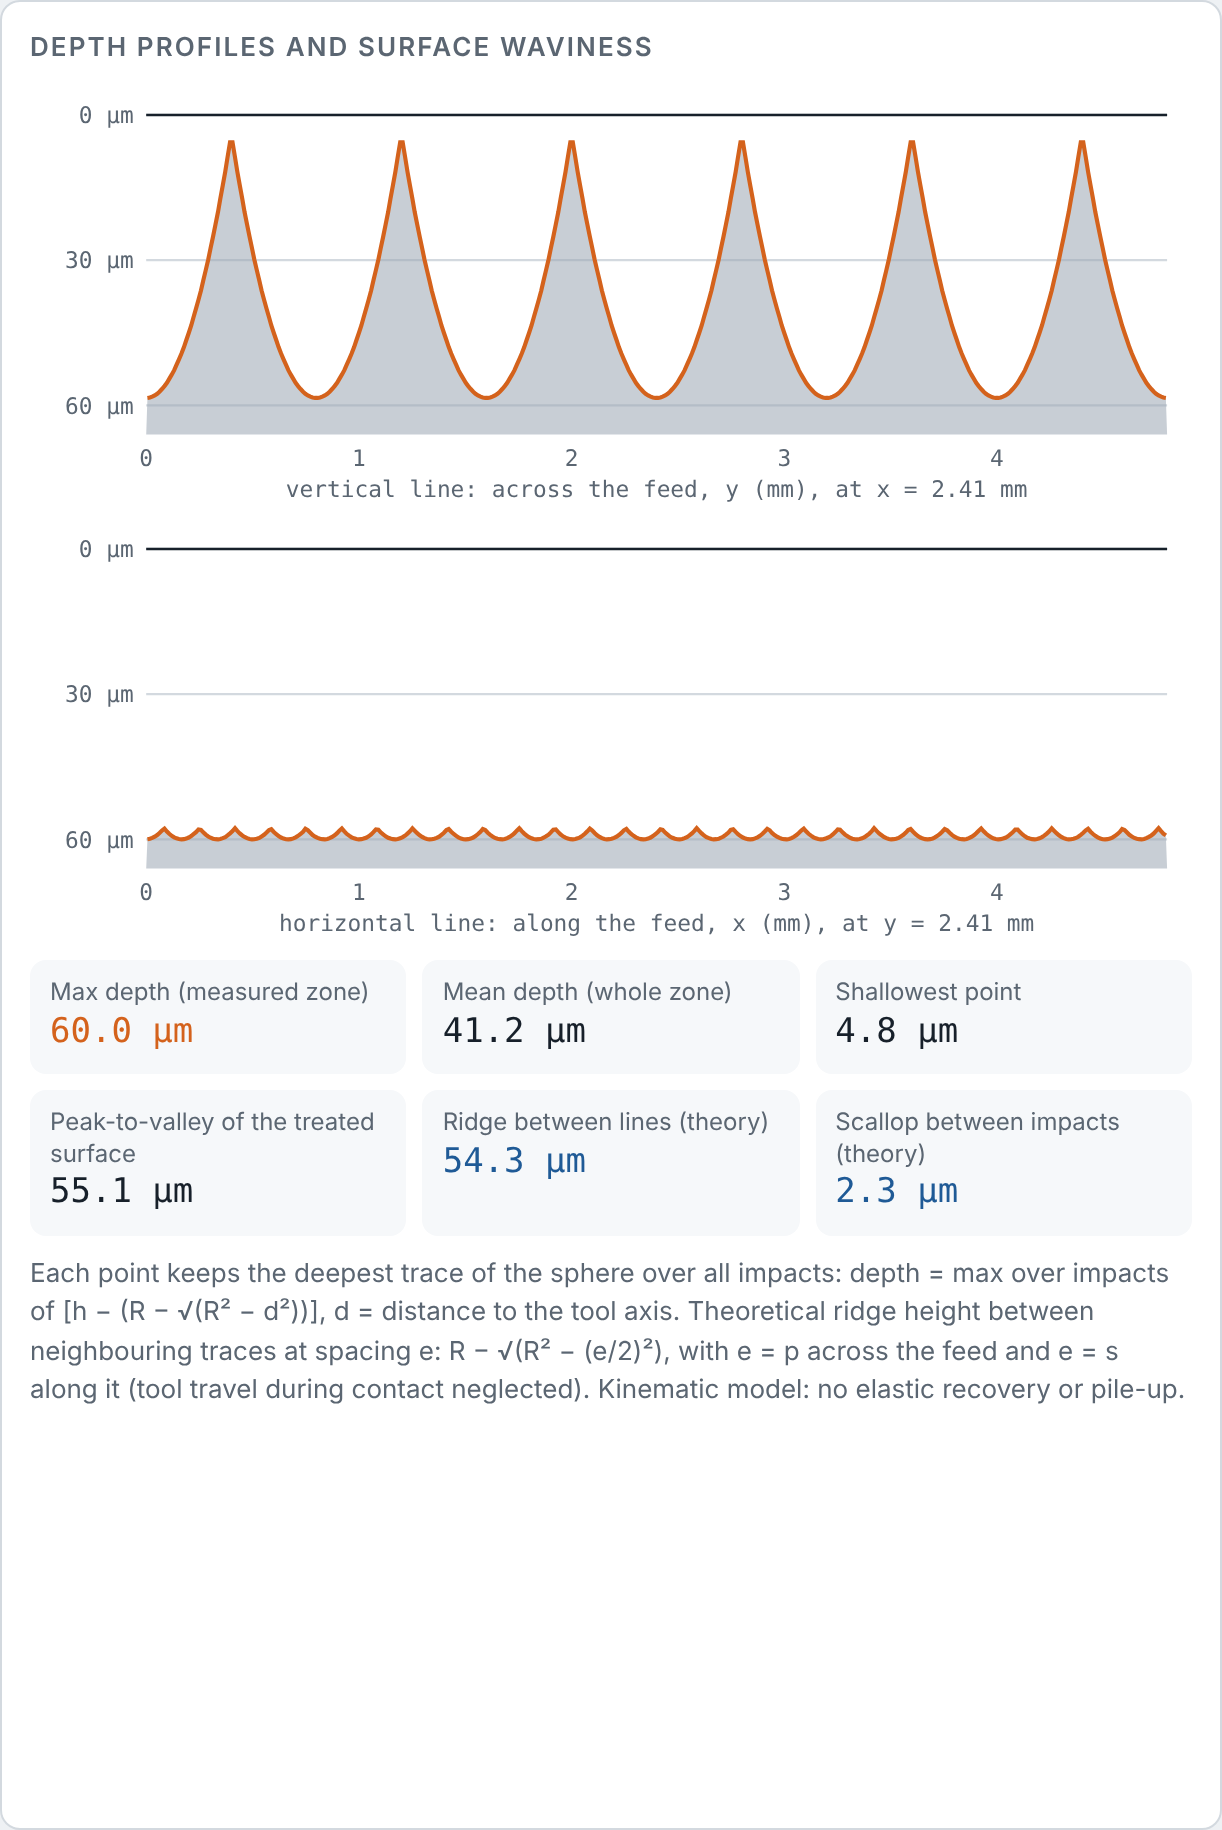 DEPTH PROFILES AND SURFACE WAVINESS
0 µm
30 µm
60 µm
0 1 2 3 4
vertical line: across the feed, y (mm), at x = 2.41 mm
0 µm
30 µm
60 µm
0 1 2 3 4
horizontal line: along the feed, x (mm), at y = 2.41 mm
Max depth (measured zone)
60.0 µm
Mean depth (whole zone)
41.2 µm
Shallowest point
4.8 µm
Peak-to-valley of the treated
surface
55.1 µm
Ridge between lines (theory)
54.3 µm
Scallop between impacts
(theory)
2.3 µm
Each point keeps the deepest trace of the sphere over all impacts: depth = max over impacts
of [h − (R − √(R² − d²))], d = distance to the tool axis. Theoretical ridge height between
neighbouring traces at spacing e: R − √(R² − (e/2)²), with e = p across the feed and e = s
along it (tool travel during contact neglected). Kinematic model: no elastic recovery or pile-up.